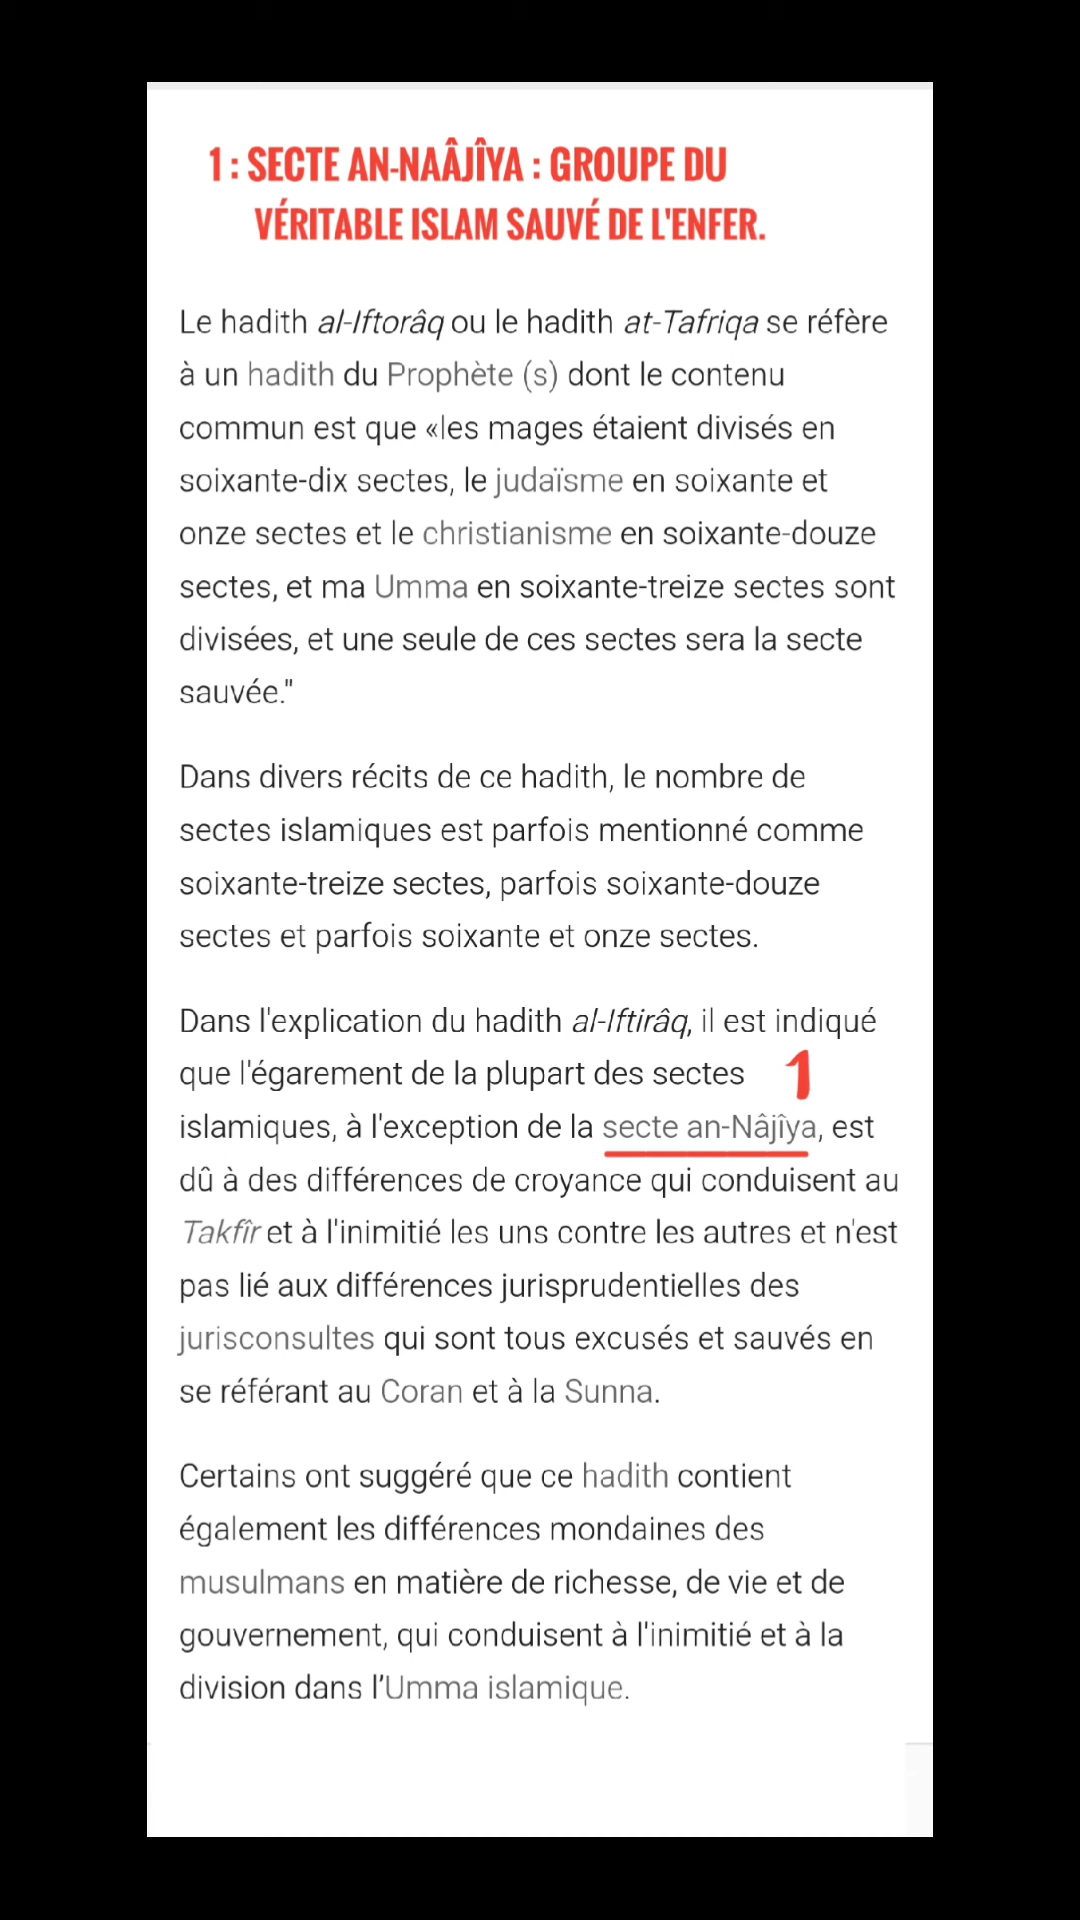 1 : SECTE AN-NAÂJÎYA : GROUPE DU
VÉRITABLE ISLAM SAUVÉ DE L'ENFER.
Le hadith al-Iftorâq ou le hadith at-Tafriqa se réfère
à un hadith du Prophète (s) dont le contenu
commun est que «les mages étaient divisés en
soixante-dix sectes, le judaïsme en soixante et
onze sectes et le christianisme en soixante-douze
sectes, et ma Umma en soixante-treize sectes sont
divisées, et une seule de ces sectes sera la secte
sauvée."
Dans divers récits de ce hadith, le nombre de
sectes islamiques est parfois mentionné comme
soixante-treize sectes, parfois soixante-douze
sectes et parfois soixante et onze sectes.
Dans l'explication du hadith al-Iftirâq, il est indiqué
que l'égarement de la plupart des sectes 1
islamiques, à l'exception de la secte an-Nâjîya, est
dû à des différences de croyance qui conduisent au
Takfîr et à l'inimitié les uns contre les autres et n'est
pas lié aux différences jurisprudentielles des
jurisconsultes qui sont tous excusés et sauvés en
se référant au Coran et à la Sunna.
Certains ont suggéré que ce hadith contient
également les différences mondaines des
musulmans en matière de richesse, de vie et de
gouvernement, qui conduisent à l'inimitié et à la
division dans l’Umma islamique.